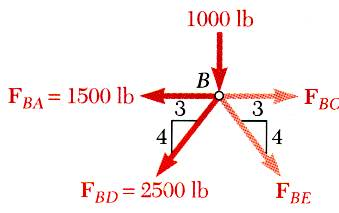 1000 lb
B
F_BA = 1500 lb
F_BC
3
3
4
4
F_BD = 2500 lb
F_BE